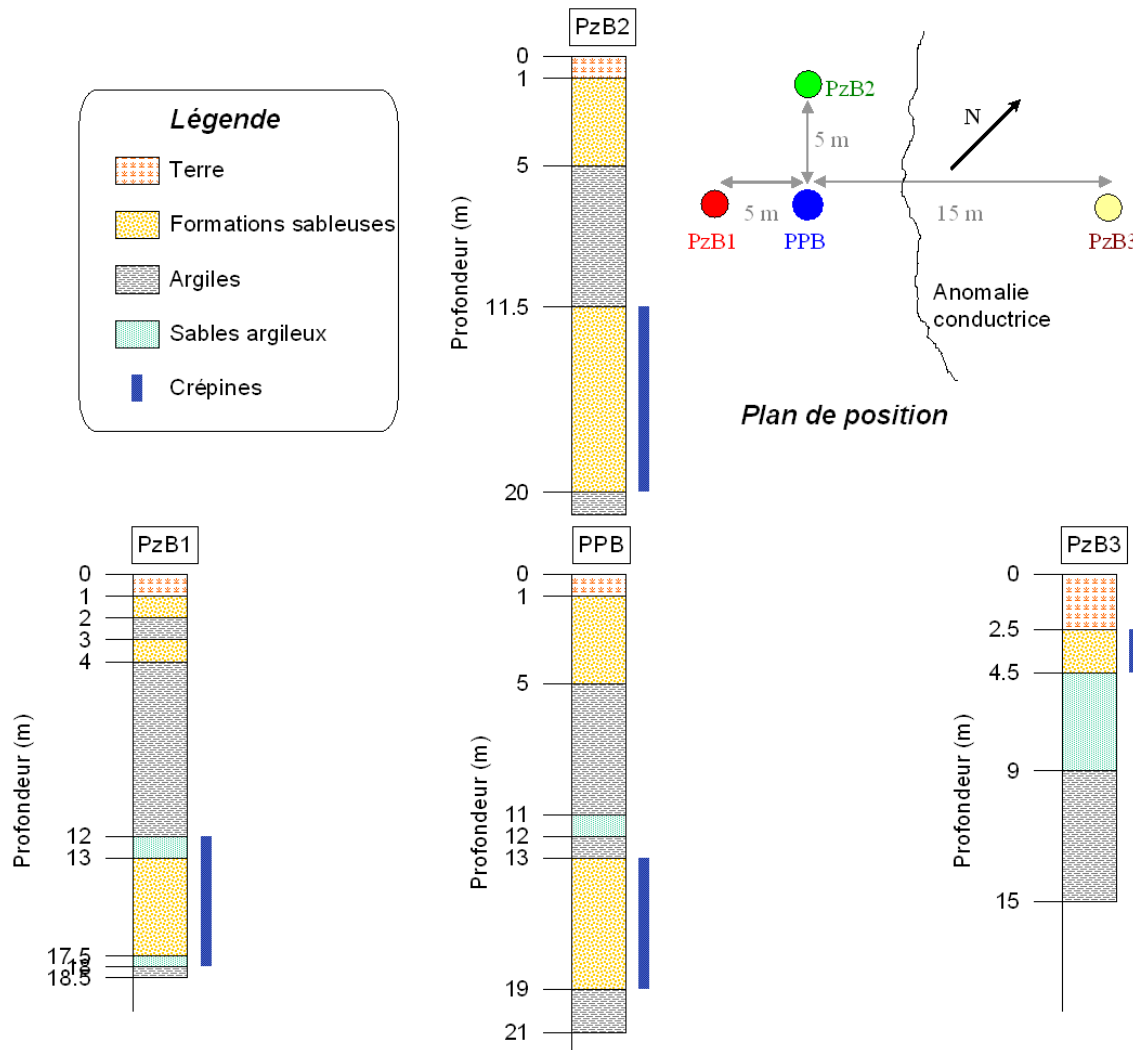 PzB2
0
1
5
11.5
20
Profondeur (m)
Légende
Terre
Formations sableuses
Argiles
Sables argileux
Crépines
PzB2
N
5 m
5 m
15 m
PzB1
PPB
PzB3
Anomalie
conductrice
Plan de position
PzB1
0
1
2
3
4
12
13
17.5
18
18.5
Profondeur (m)
PPB
0
1
5
11
12
13
19
21
Profondeur (m)
PzB3
0
2.5
4.5
9
15
Profondeur (m)